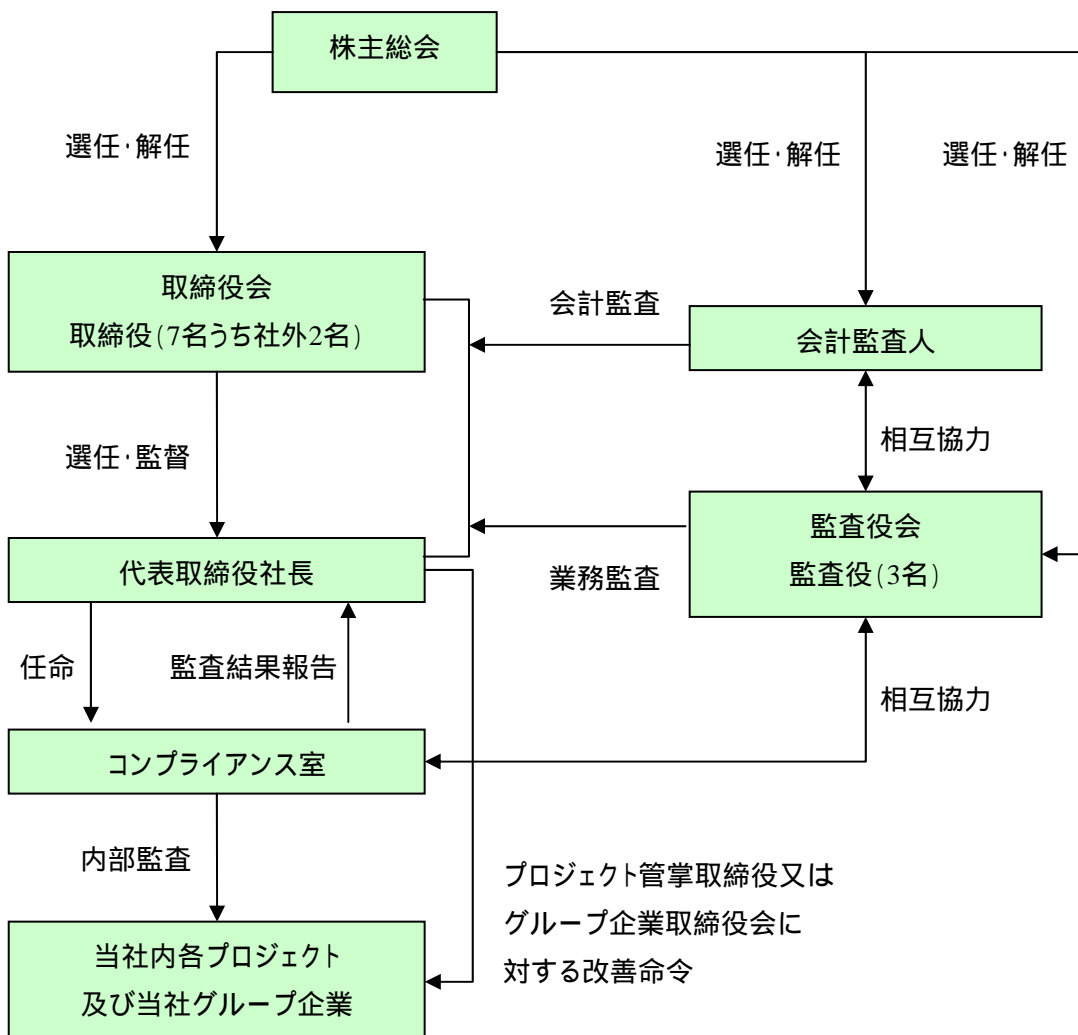 株主総会
選任・解任
選任・解任
選任・解任
取締役会
取締役(7名うち社外2名)
会計監査
会計監査人
選任・監督
相互協力
監査役会
監査役(3名)
代表取締役社長
業務監査
任命
監査結果報告
相互協力
コンプライアンス室
内部監査
プロジェクト管掌取締役又は
グループ企業取締役会に
対する改善命令
当社内各プロジェクト
及び当社グループ企業